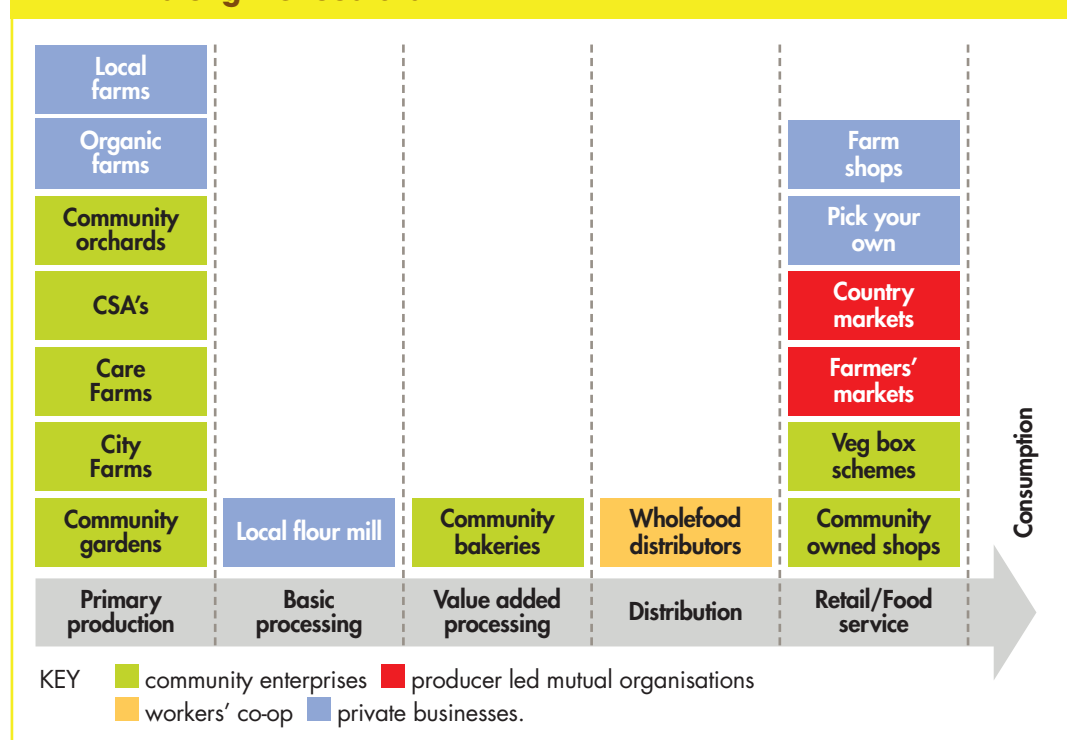 Local
farms
Organic
farms
Community
orchards
CSA's
Care
Farms
City
Farms
Community
gardens
Local flour mill
Community
bakeries
Wholefood
distributors
Farm
shops
Pick your
own
Country
markets
Farmers'
markets
Veg box
schemes
Community
owned shops
Consumption
Primary
production
Basic
processing
Value added
processing
Distribution
Retail/Food
service
KEY community enterprises producer led mutual organisations
workers' co-op private businesses.